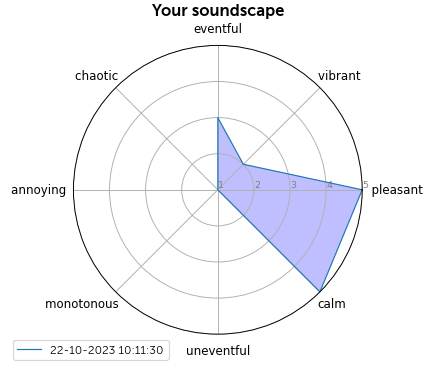 Your soundscape
eventful
chaotic
vibrant
annoying
1 2 3 4 5
pleasant
monotonous
calm
22-10-2023 10:11:30
uneventful